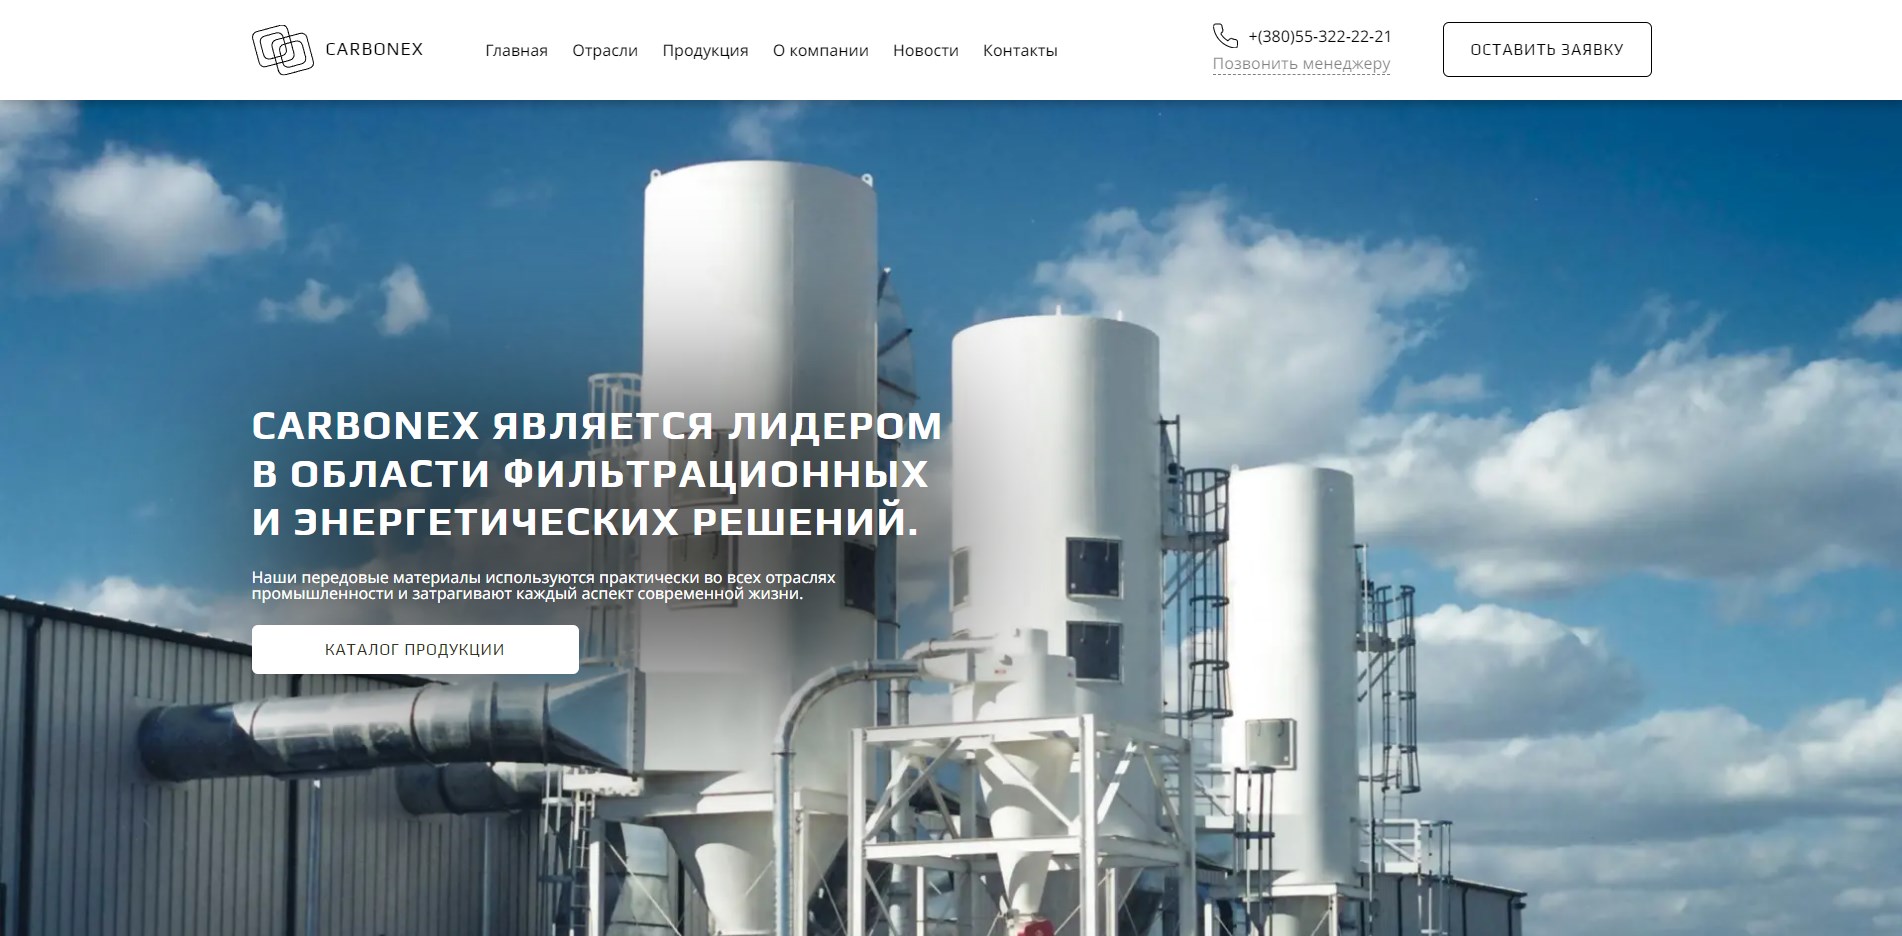 CARBONEX
Главная Отрасли Продукция О компании Новости Контакты
+(380)55-322-22-21
Позвонить менеджеру
ОСТАВИТЬ ЗАЯВКУ
CARBONEX ЯВЛЯЕТСЯ ЛИДЕРОМ
В ОБЛАСТИ ФИЛЬТРАЦИОННЫХ
И ЭНЕРГЕТИЧЕСКИХ РЕШЕНИЙ.
Наши передовые материалы используются практически во всех отраслях
промышленности и затрагивают каждый аспект современной жизни.
КАТАЛОГ ПРОДУКЦИИ